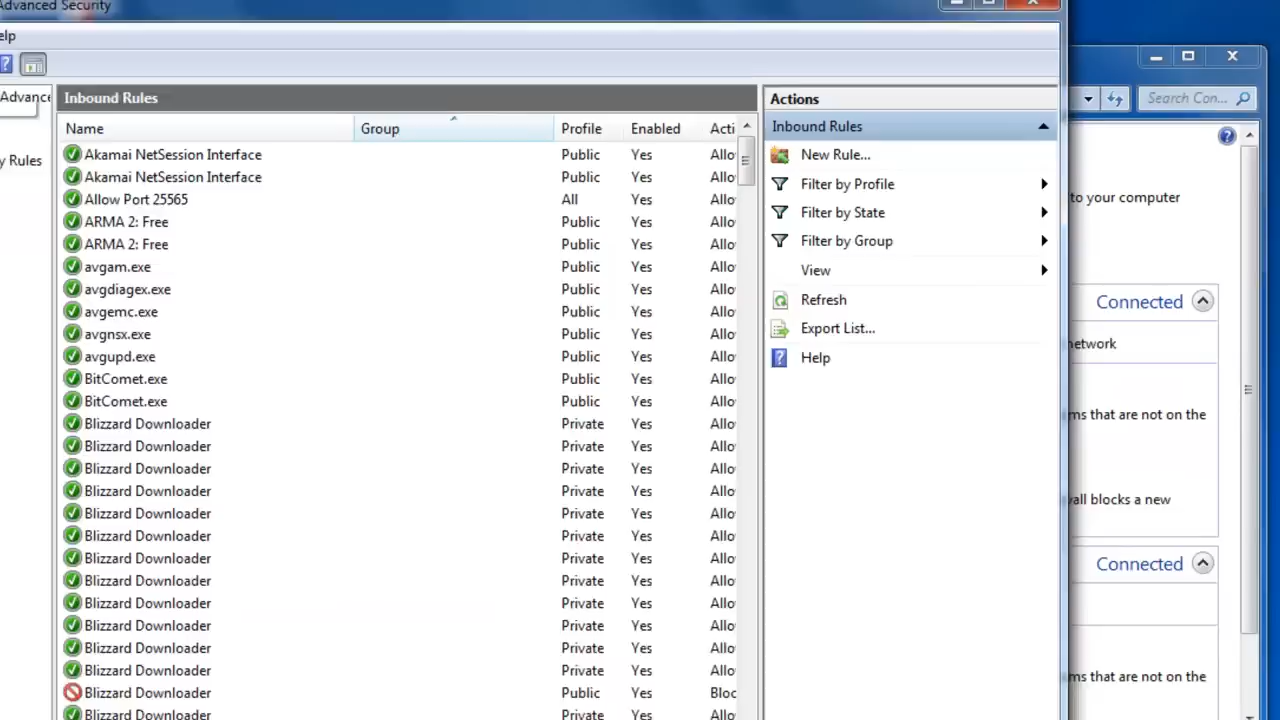 Advanced Security
elp
Advance
y Rules
Inbound Rules
Name Group Profile Enabled Acti
Akamai NetSession Interface Public Yes Allo
Akamai NetSession Interface Public Yes Allo
Allow Port 25565 All Yes Allo
ARMA 2: Free Public Yes Allo
ARMA 2: Free Public Yes Allo
avgam.exe Public Yes Allo
avgdiagex.exe Public Yes Allo
avgemc.exe Public Yes Allo
avgnsx.exe Public Yes Allo
avgupd.exe Public Yes Allo
BitComet.exe Public Yes Allo
BitComet.exe Public Yes Allo
Blizzard Downloader Private Yes Allo
Blizzard Downloader Private Yes Allo
Blizzard Downloader Private Yes Allo
Blizzard Downloader Private Yes Allo
Blizzard Downloader Private Yes Allo
Blizzard Downloader Private Yes Allo
Blizzard Downloader Private Yes Allo
Blizzard Downloader Private Yes Allo
Blizzard Downloader Private Yes Allo
Blizzard Downloader Private Yes Allo
Blizzard Downloader Private Yes Allo
Blizzard Downloader Private Yes Allo
Blizzard Downloader Public Yes Bloc
Blizzard Downloader Private Yes Allo
Actions
Inbound Rules
New Rule...
Filter by Profile
Filter by State
Filter by Group
View
Refresh
Export List...
Help
Search Con...
to your computer
Connected
network
ms that are not on the
wall blocks a new
Connected
ms that are not on the